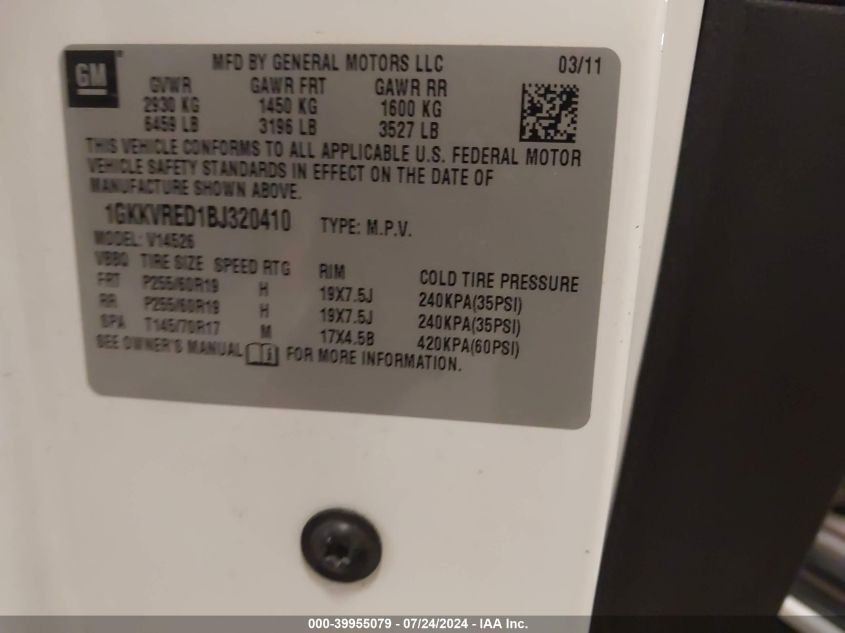 GM
MFD BY GENERAL MOTORS LLC 03/11
GVWR GAWR FRT GAWR RR
2930 KG 1450 KG 1600 KG
6459 LB 3196 LB 3527 LB
THIS VEHICLE CONFORMS TO ALL APPLICABLE U.S. FEDERAL MOTOR
VEHICLE SAFETY STANDARDS IN EFFECT ON THE DATE OF
MANUFACTURE SHOWN ABOVE.
1GKKVRED1BJ320410 TYPE: M.P.V.
MODEL: V14526
VBBQ TIRE SIZE SPEED RTG RIM COLD TIRE PRESSURE
FRT P255/60R19 H 19X7.5J 240KPA(35PSI)
RR P255/60R19 H 19X7.5J 240KPA(35PSI)
SPA T145/70R17 M 17X4.5B 420KPA(60PSI)
SEE OWNER'S MANUAL i FOR MORE INFORMATION.
000-39955079 - 07/24/2024 - IAA Inc.